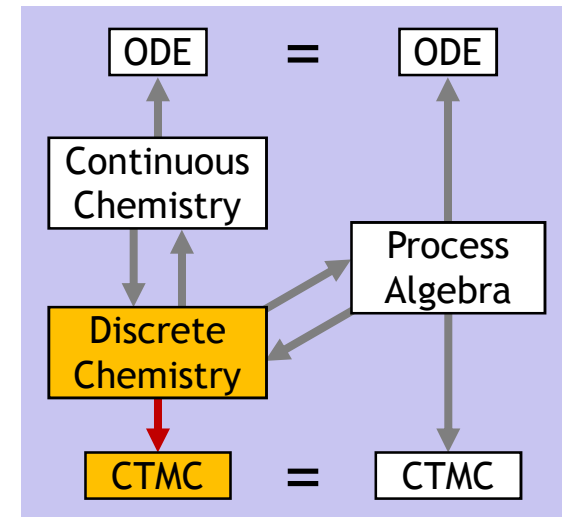 ODE = ODE
Continuous
Chemistry
Process
Algebra
Discrete
Chemistry
CTMC = CTMC